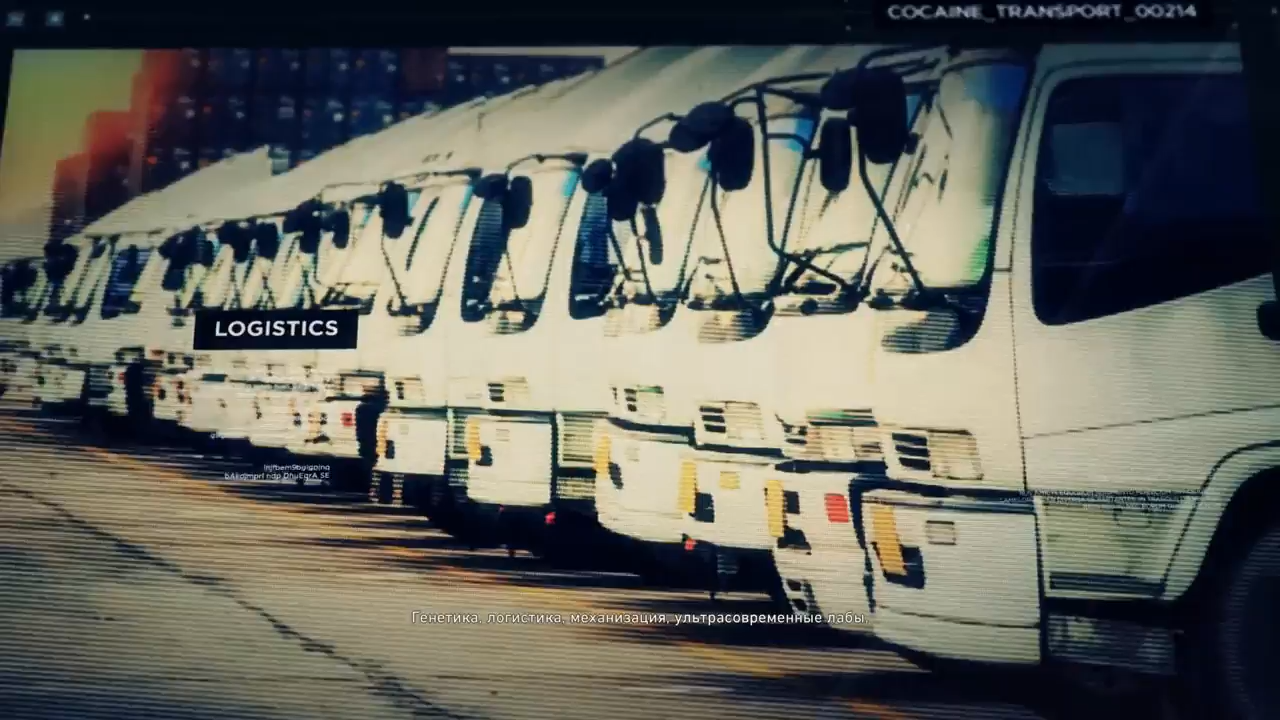 COCAINE_TRANSPORT_00214
LOGISTICS
Генетика, логистика, механизация, ультрасовременные лабы.